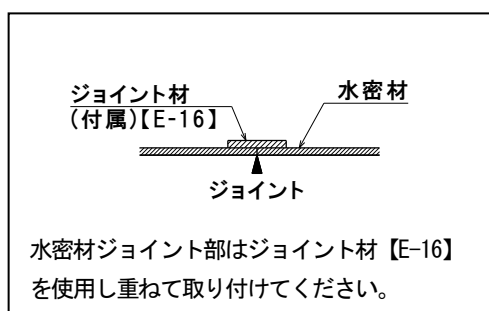 ジョイント材
(付属)【E-16】
水密材
ジョイント
水密材ジョイント部はジョイント材【E-16】
を使用し重ねて取り付けてください。